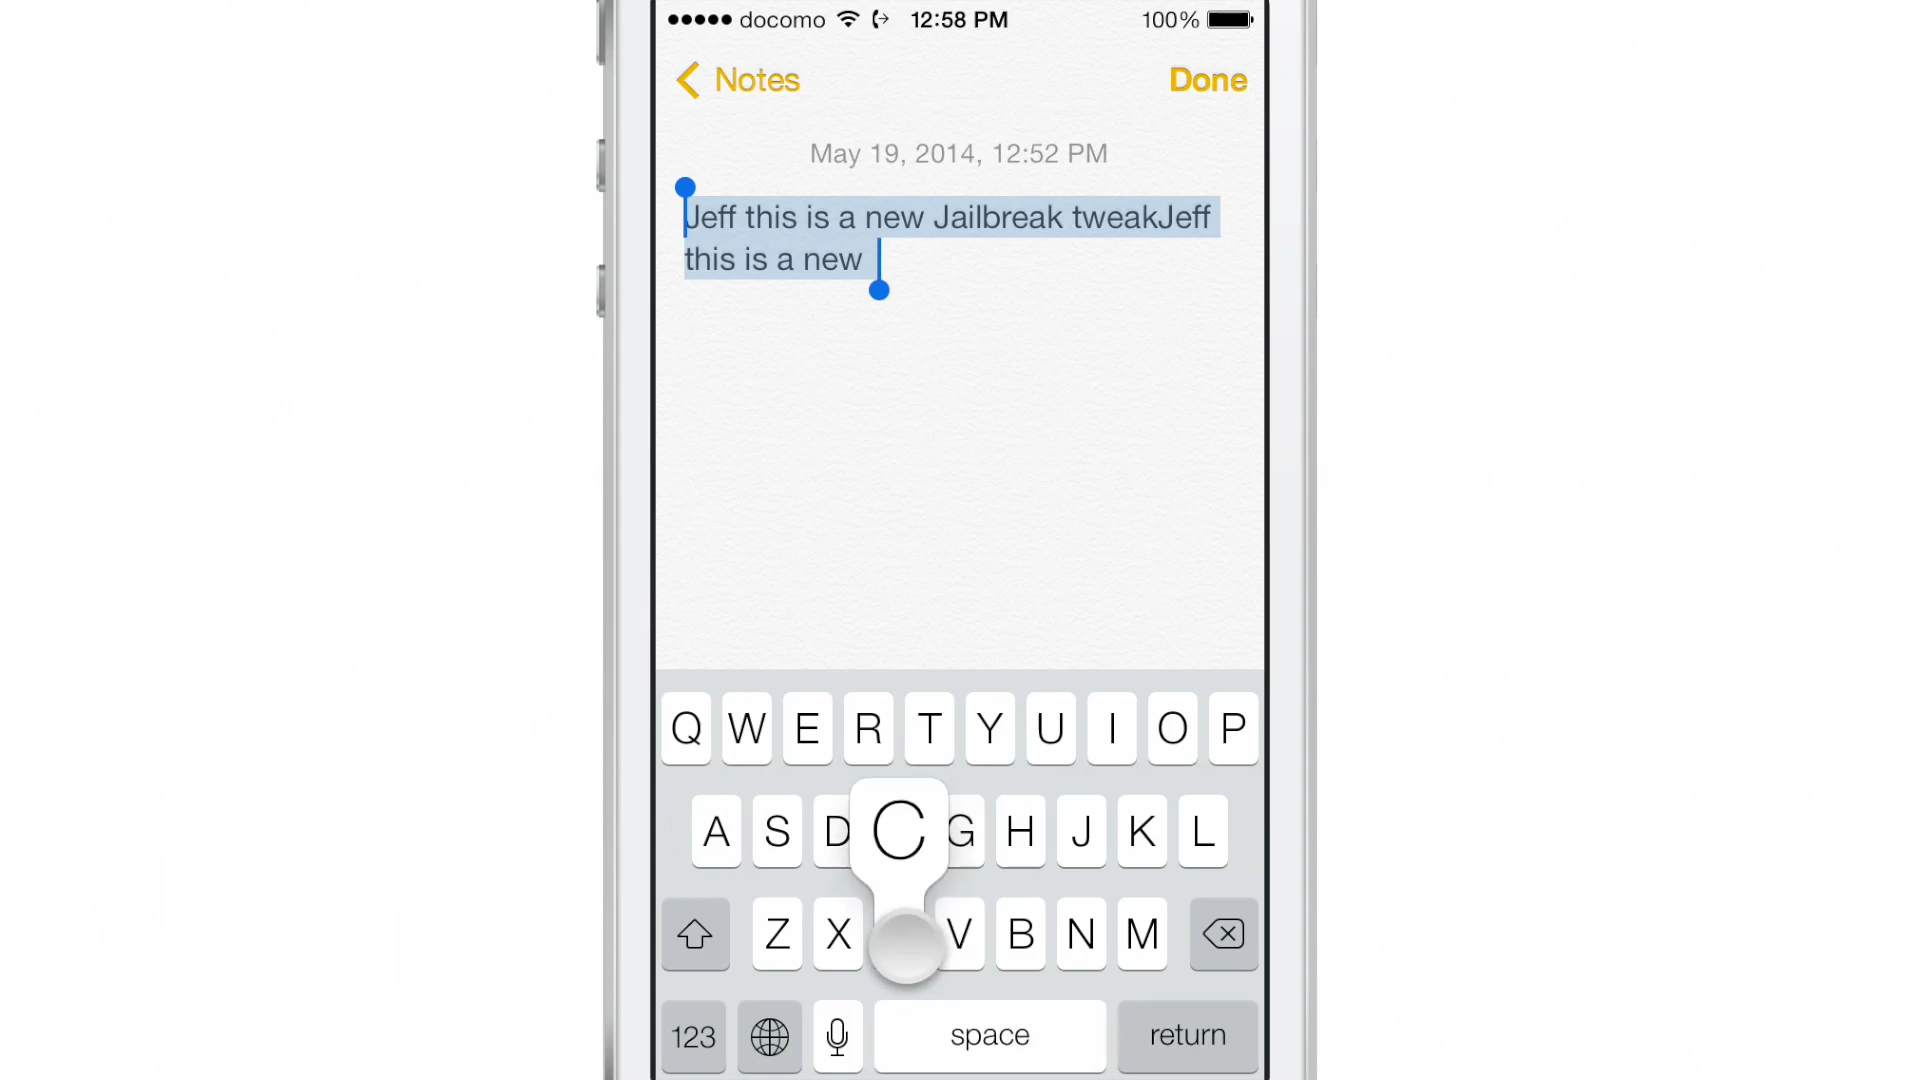 docomo 12:58 PM 100%
Notes Done
May 19, 2014, 12:52 PM
Jeff this is a new Jailbreak tweakJeff
this is a new
Q W E R T Y U I O P
A S D C G H J K L
Z X V B N M
123 space return